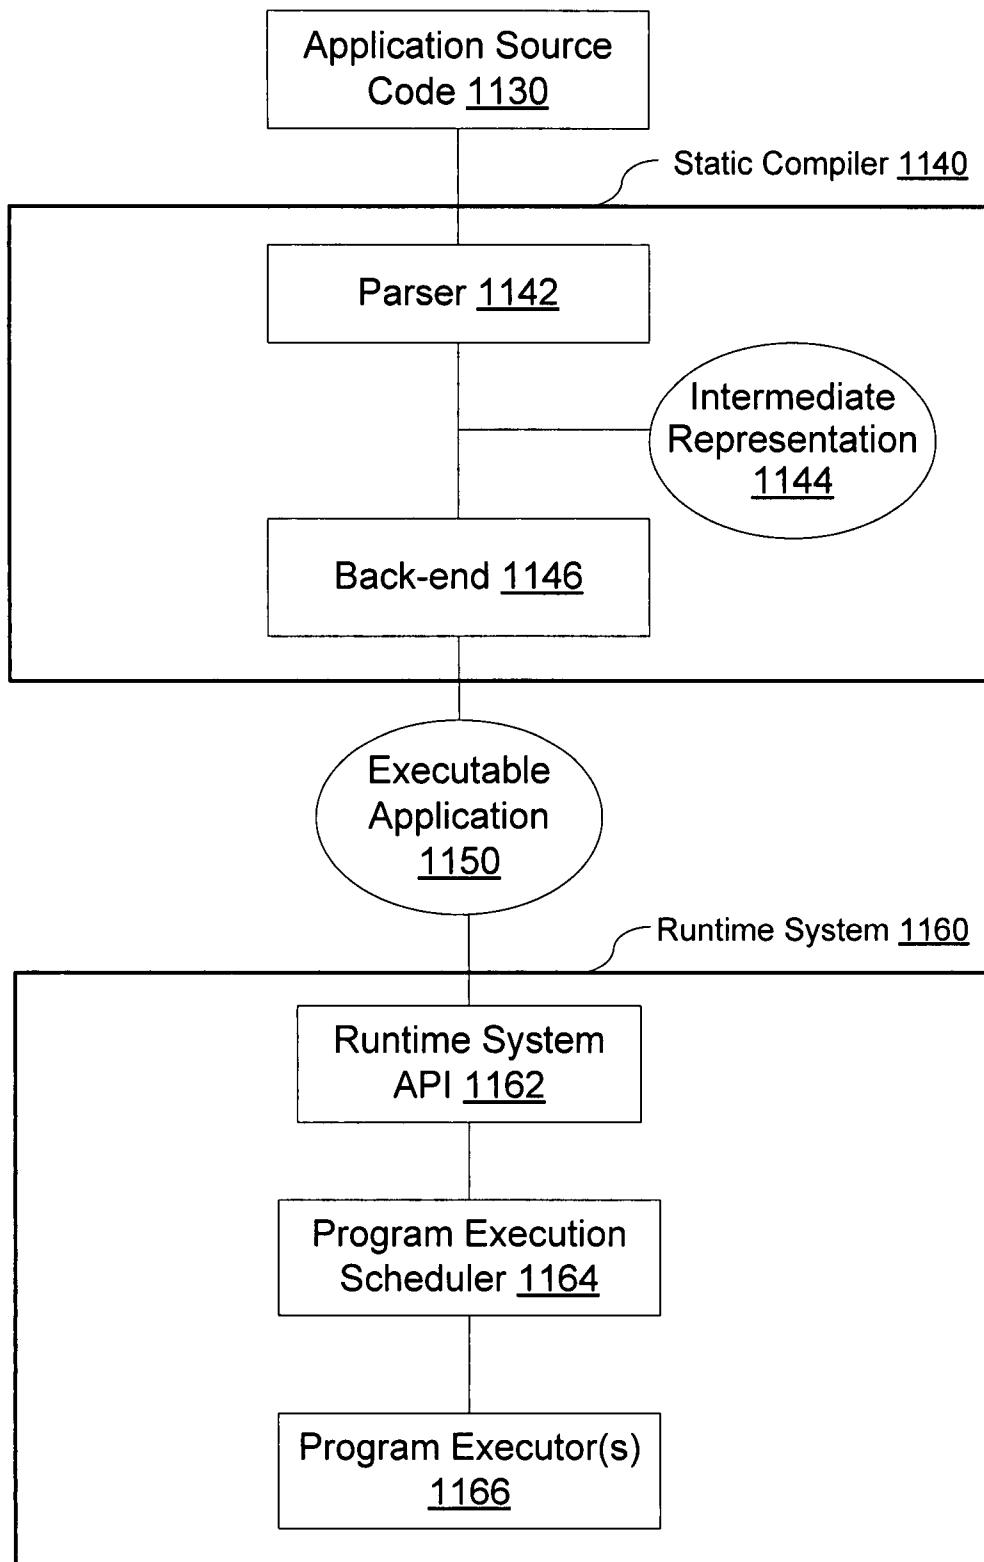 Application Source
Code 1130
Static Compiler 1140
Parser 1142
Intermediate
Representation
1144
Back-end 1146
Executable
Application
1150
Runtime System 1160
Runtime System
API 1162
Program Execution
Scheduler 1164
Program Executor(s)
1166